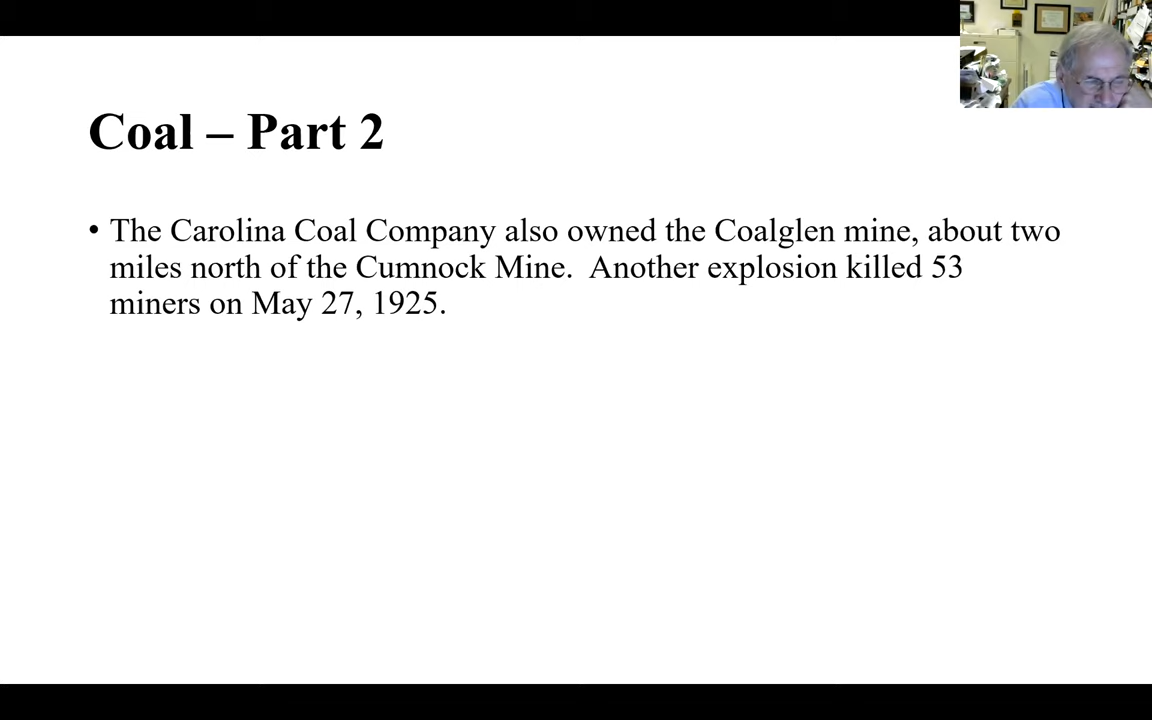 Coal – Part 2
• The Carolina Coal Company also owned the Coalglen mine, about two
miles north of the Cumnock Mine.  Another explosion killed 53
miners on May 27, 1925.